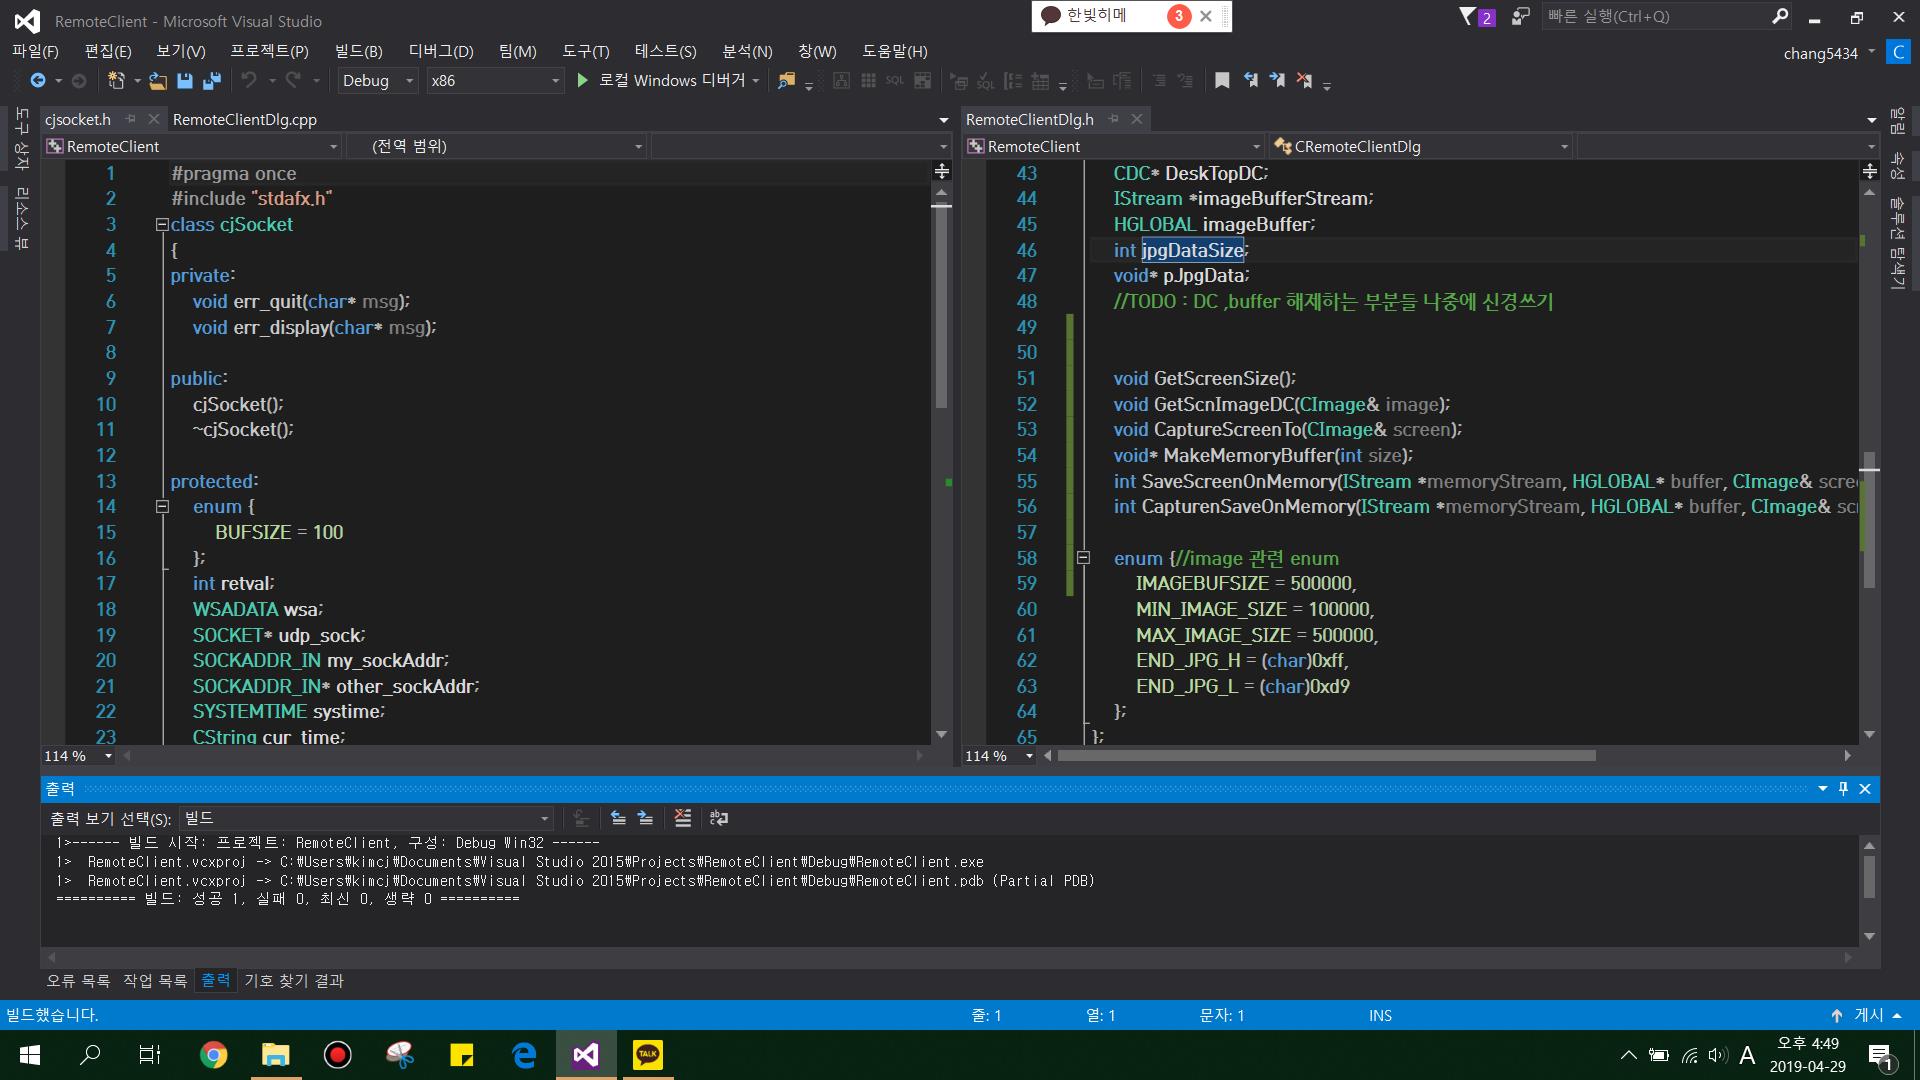 RemoteClient - Microsoft Visual Studio
한빛히메
3
2
빠른 실행(Ctrl+Q)
파일(F) 편집(E) 보기(V) 프로젝트(P) 빌드(B) 디버그(D) 팀(M) 도구(T) 테스트(S) 분석(N) 창(W) 도움말(H)
chang5434
C
Debug
x86
로컬 Windows 디버거
도구 상자
리소스 뷰
cjsocket.h
RemoteClientDlg.cpp
RemoteClient
(전역 범위)
1 #pragma once
2 #include "stdafx.h"
3 class cjSocket
4 {
5 private:
6 void err_quit(char* msg);
7 void err_display(char* msg);
8
9 public:
10 cjSocket();
11 ~cjSocket();
12
13 protected:
14 enum {
15 BUFSIZE = 100
16 };
17 int retval;
18 WSADATA wsa;
19 SOCKET* udp_sock;
20 SOCKADDR_IN my_sockAddr;
21 SOCKADDR_IN* other_sockAddr;
22 SYSTEMTIME systime;
23 CString cur_time;
114 %
RemoteClientDlg.h
RemoteClient
CRemoteClientDlg
43 CDC* DeskTopDC;
44 IStream *imageBufferStream;
45 HGLOBAL imageBuffer;
46 int jpgDataSize;
47 void* pJpgData;
48 //TODO : DC ,buffer 해제하는 부분들 나중에 신경쓰기
49
50
51 void GetScreenSize();
52 void GetScnImageDC(CImage& image);
53 void CaptureScreenTo(CImage& screen);
54 void* MakeMemoryBuffer(int size);
55 int SaveScreenOnMemory(IStream *memoryStream, HGLOBAL* buffer, CImage& scre
56 int CapturenSaveOnMemory(IStream *memoryStream, HGLOBAL* buffer, CImage& sc
57
58 enum {//image 관련 enum
59 IMAGEBUFSIZE = 500000,
60 MIN_IMAGE_SIZE = 100000,
61 MAX_IMAGE_SIZE = 500000,
62 END_JPG_H = (char)0xff,
63 END_JPG_L = (char)0xd9
64 };
65 };
114 %
알림
속성
솔루션 탐색기
출력
출력 보기 선택(S): 빌드
1>------ 빌드 시작: 프로젝트: RemoteClient, 구성: Debug Win32 ------
1>  RemoteClient.vcxproj -> C:₩Users₩kimcj₩Documents₩Visual Studio 2015₩Projects₩RemoteClient₩Debug₩RemoteClient.exe
1>  RemoteClient.vcxproj -> C:₩Users₩kimcj₩Documents₩Visual Studio 2015₩Projects₩RemoteClient₩Debug₩RemoteClient.pdb (Partial PDB)
========== 빌드: 성공 1, 실패 0, 최신 0, 생략 0 ==========
오류 목록 작업 목록 출력 기호 찾기 결과
빌드했습니다.
줄: 1
열: 1
문자: 1
INS
게시
TALK
A
오후 4:49
2019-04-29
1